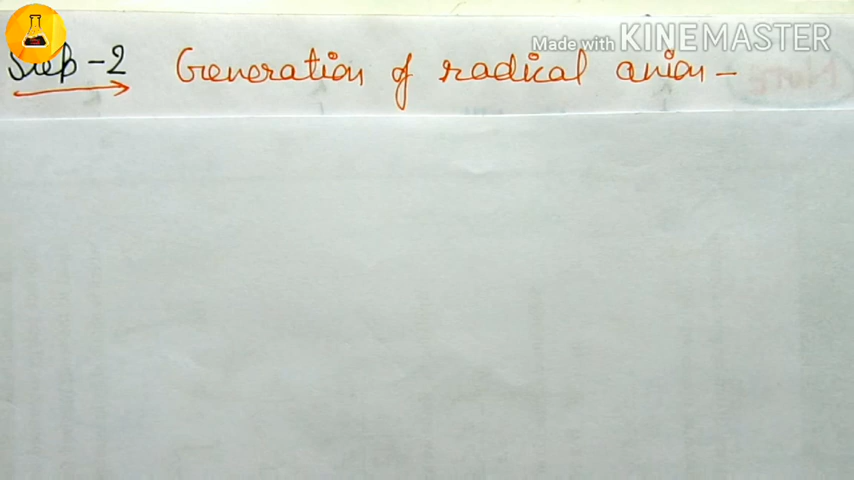 Made with KINEMASTER
Step -2 Generation of radical anion -